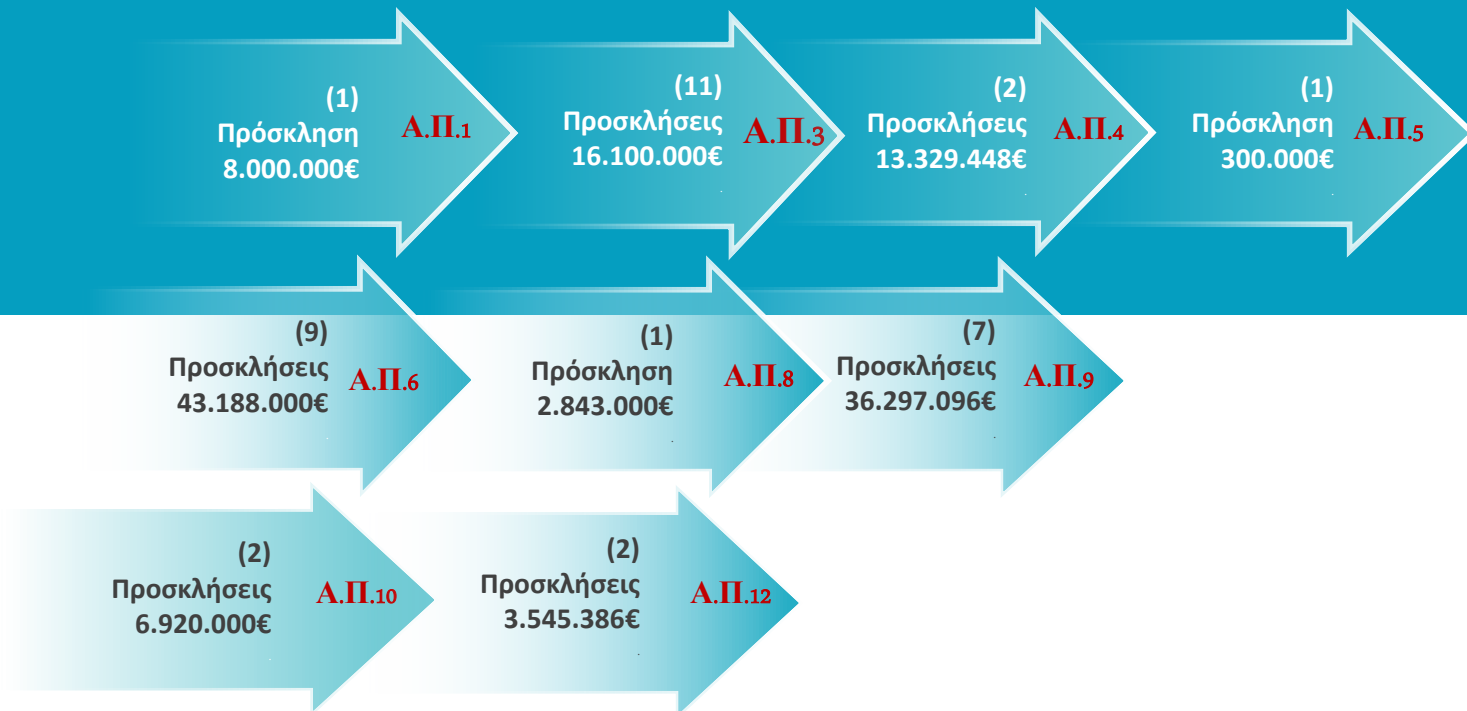 (1)
Πρόσκληση
8.000.000€
Α.Π.1
(11)
Προσκλήσεις
16.100.000€
Α.Π.3
(2)
Προσκλήσεις
13.329.448€
Α.Π.4
(1)
Πρόσκληση
300.000€
Α.Π.5
(9)
Προσκλήσεις
43.188.000€
Α.Π.6
(1)
Πρόσκληση
2.843.000€
Α.Π.8
(7)
Προσκλήσεις
36.297.096€
Α.Π.9
(2)
Προσκλήσεις
6.920.000€
Α.Π.10
(2)
Προσκλήσεις
3.545.386€
Α.Π.12